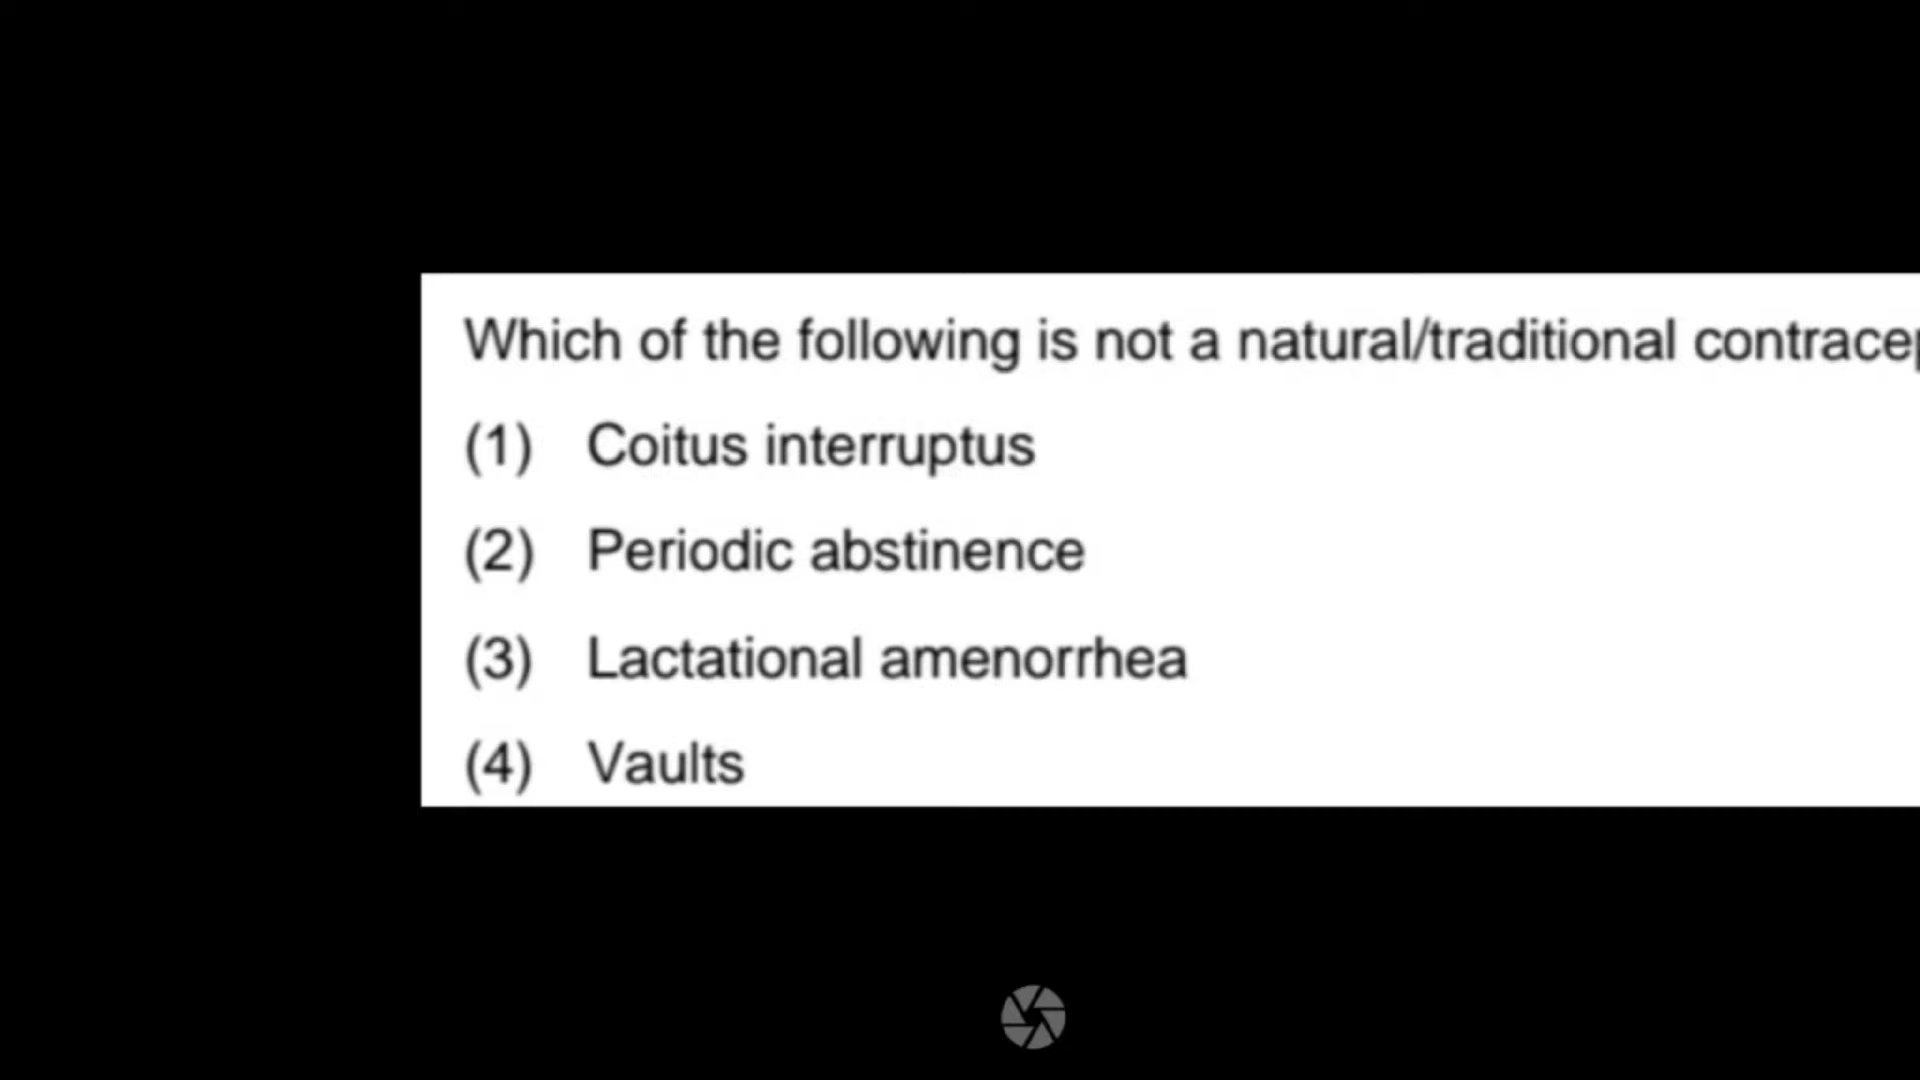 Which of the following is not a natural/traditional contracep
(1) Coitus interruptus
(2) Periodic abstinence
(3) Lactational amenorrhea
(4) Vaults